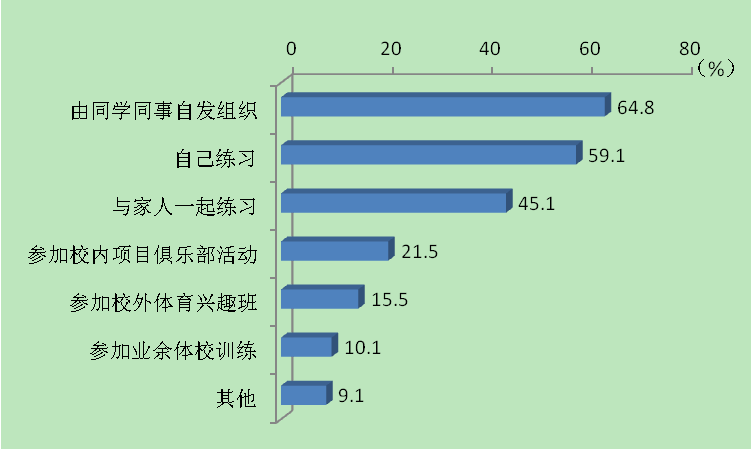 0 20 40 60 80
(%)
由同学同事自发组织 64.8
自己练习 59.1
与家人一起练习 45.1
参加校内项目俱乐部活动 21.5
参加校外体育兴趣班 15.5
参加业余体校训练 10.1
其他 9.1